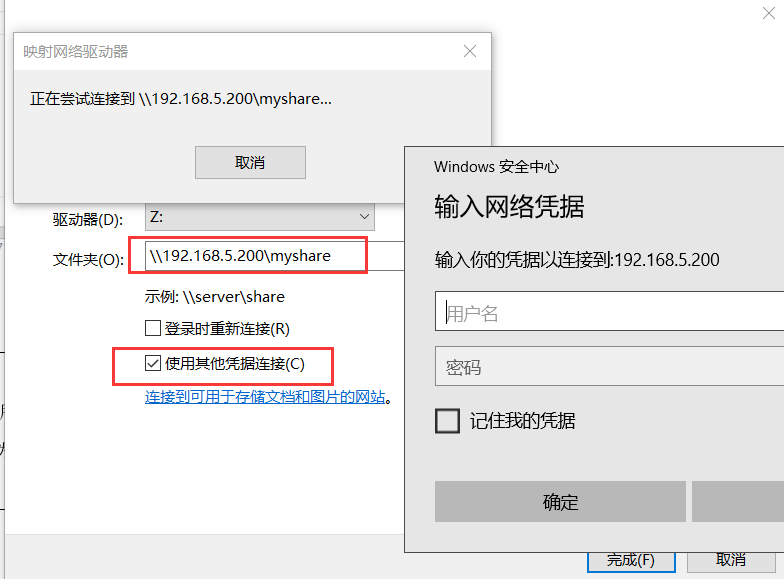 映射网络驱动器
正在尝试连接到 \\192.168.5.200\myshare...
取消
驱动器(D):
Z:
文件夹(O):
\\192.168.5.200\myshare
示例: \\server\share
登录时重新连接(R)
使用其他凭据连接(C)
连接到可用于存储文档和图片的网站。
Windows 安全中心
输入网络凭据
输入你的凭据以连接到:192.168.5.200
用户名
密码
记住我的凭据
确定
完成(F)
取消